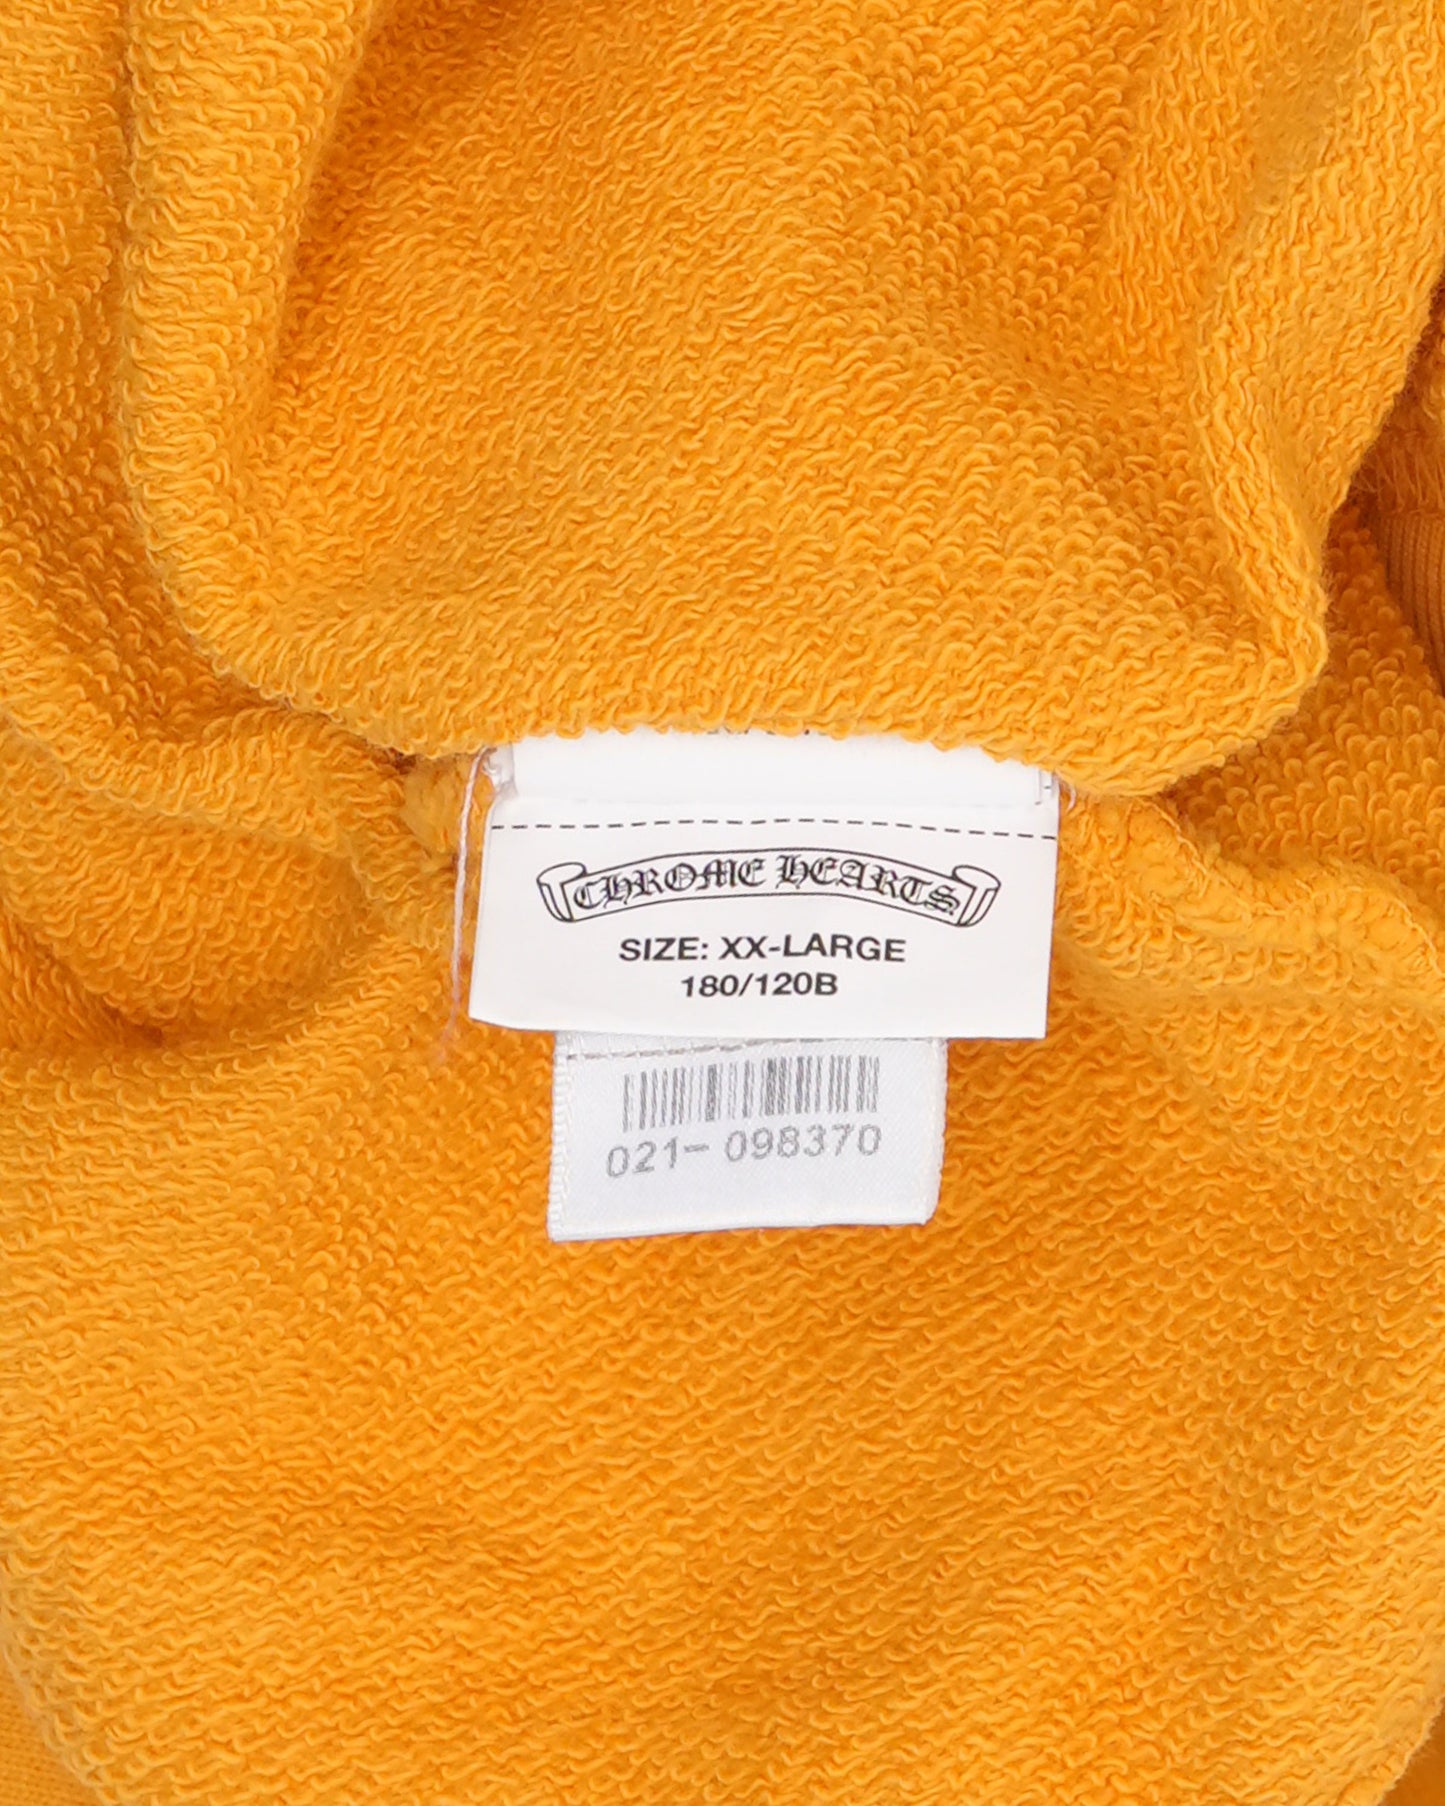 CHROME HEARTS
SIZE: XX-LARGE
180/120B
021-098370